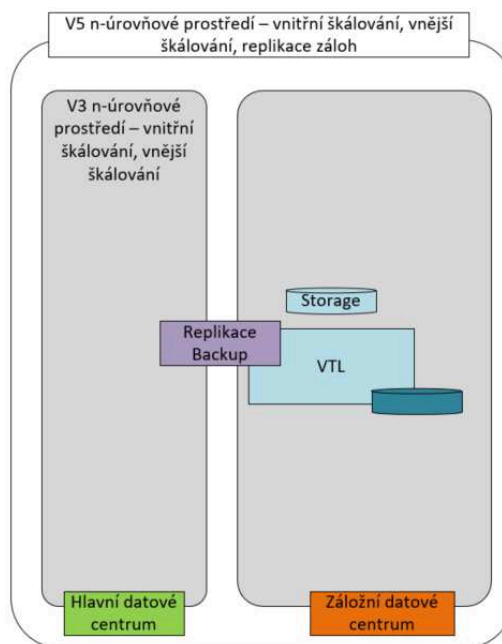 V5 n-úrovňové prostředí – vnitřní škálování, vnější
škálování, replikace záloh
V3 n-úrovňové
prostředí – vnitřní
škálování, vnější
škálování
Storage
Replikace
Backup
VTL
Hlavní datové
centrum
Záložní datové
centrum